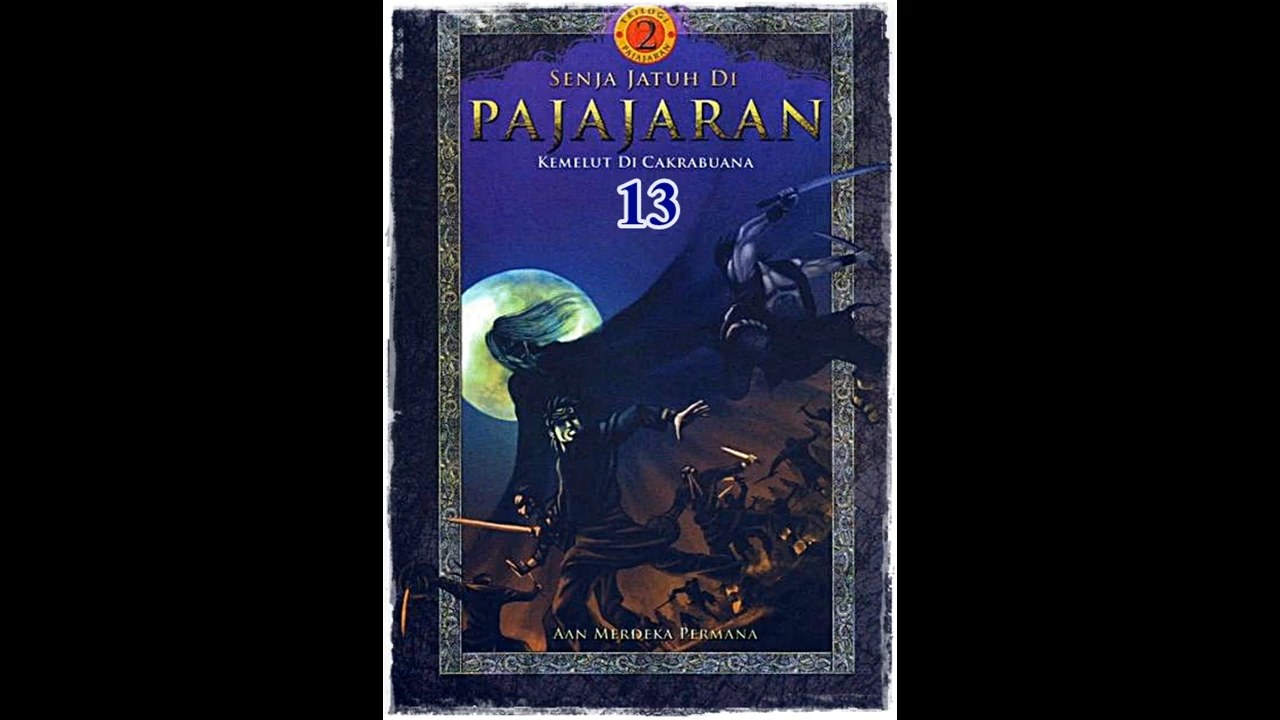 TRILOGI
2
PAJAJARAN
SENJA JATUH DI
PAJAJARAN
KEMELUT DI CAKRABUANA
13
AAN MERDEKA PERMANA